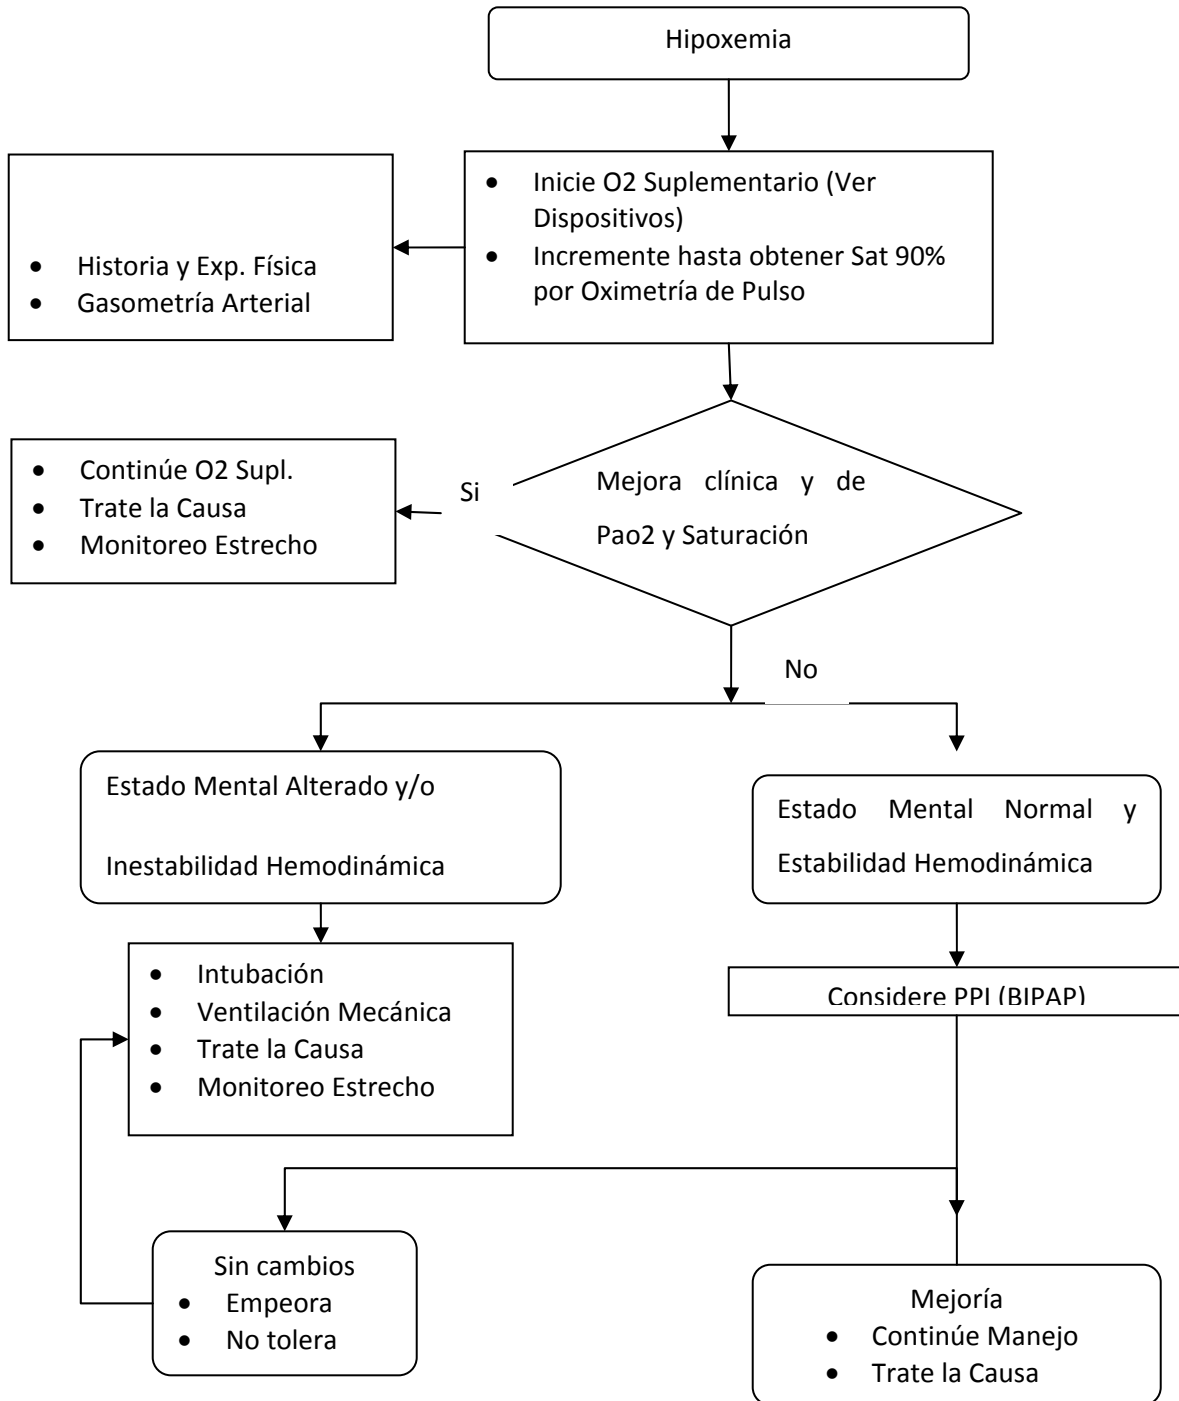 Hipoxemia
• Inicie O2 Suplementario (Ver
Dispositivos)
• Incremente hasta obtener Sat 90%
por Oximetría de Pulso
• Historia y Exp. Física
• Gasometría Arterial
Mejora clínica y de
Pao2 y Saturación
Si
• Continúe O2 Supl.
• Trate la Causa
• Monitoreo Estrecho
No
Estado Mental Alterado y/o
Inestabilidad Hemodinámica
Estado Mental Normal y
Estabilidad Hemodinámica
• Intubación
• Ventilación Mecánica
• Trate la Causa
• Monitoreo Estrecho
Considere PPI (BIPAP)
Sin cambios
• Empeora
• No tolera
Mejoría
• Continúe Manejo
• Trate la Causa